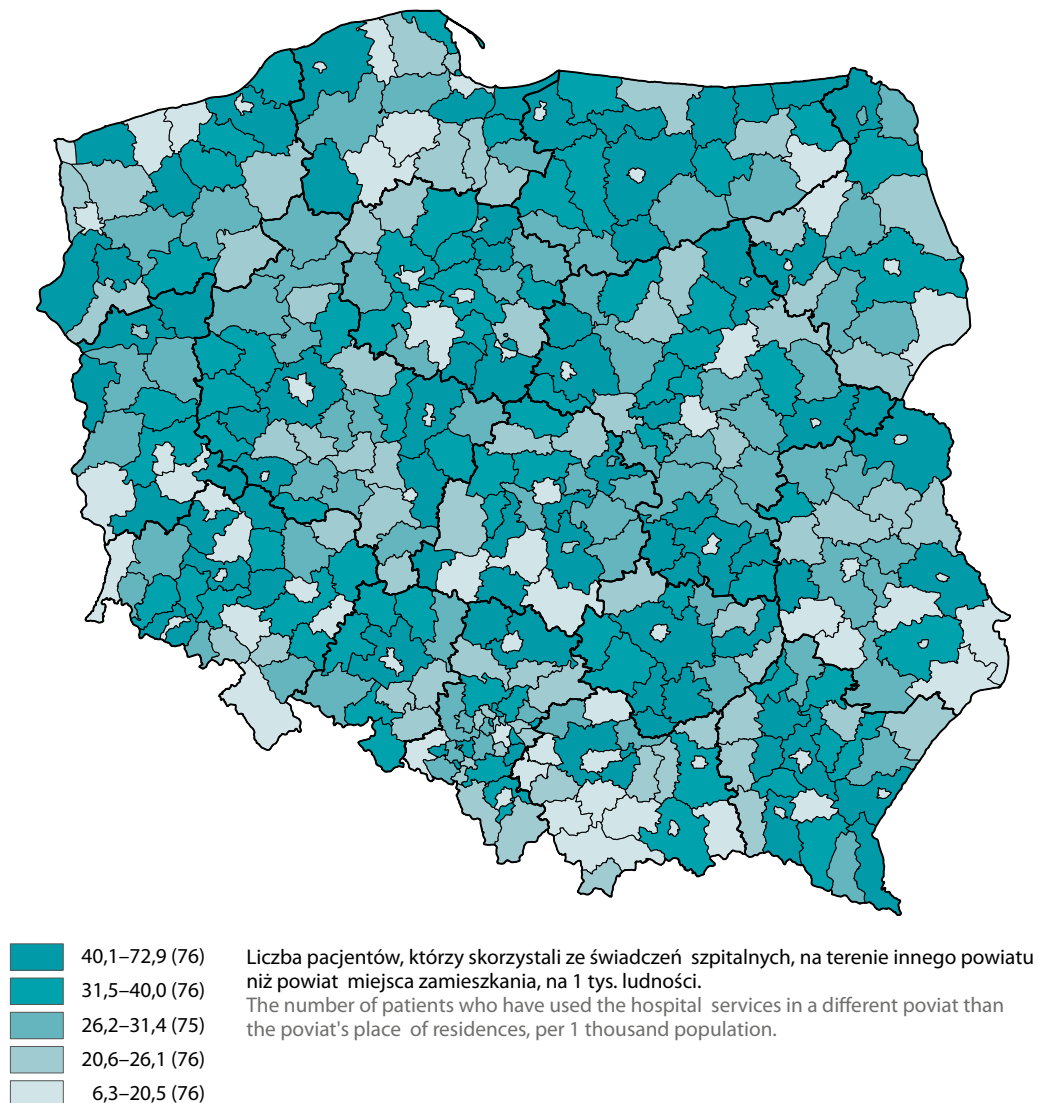 40,1–72,9 (76)
31,5–40,0 (76)
26,2–31,4 (75)
20,6–26,1 (76)
6,3–20,5 (76)
Liczba pacjentów, którzy skorzystali ze świadczeń szpitalnych, na terenie innego powiatu
niż powiat miejsca zamieszkania, na 1 tys. ludności.
The number of patients who have used the hospital services in a different poviat than
the poviat's place of residences, per 1 thousand population.